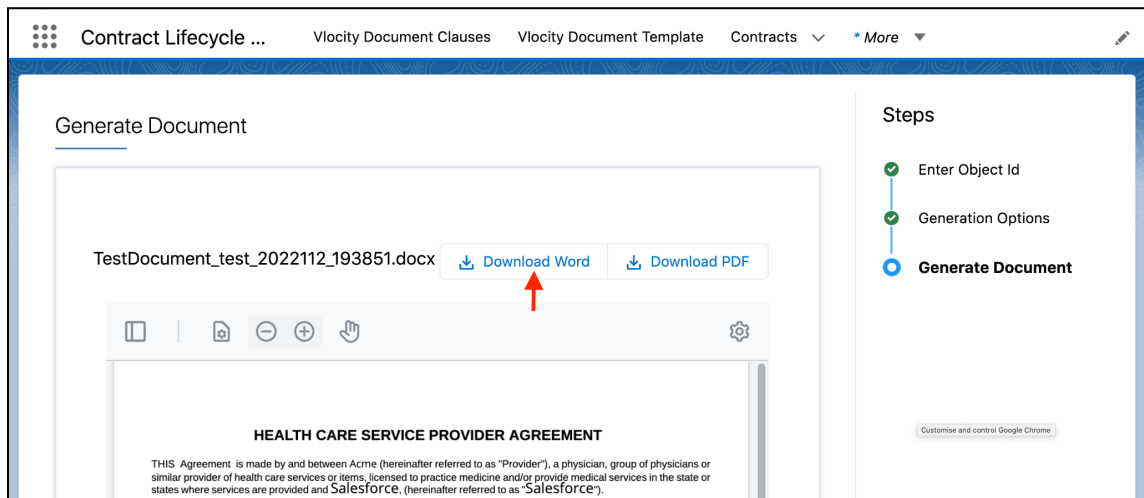 Contract Lifecycle ... Vlocity Document Clauses Vlocity Document Template Contracts * More
Generate Document
Steps
Enter Object Id
Generation Options
Generate Document
TestDocument_test_2022112_193851.docx Download Word Download PDF
HEALTH CARE SERVICE PROVIDER AGREEMENT
THIS Agreement is made by and between Acme (hereinafter referred to as "Provider"), a physician, group of physicians or
similar provider of health care services or items, licensed to practice medicine and/or provide medical services in the state or
states where services are provided and Salesforce, (hereinafter referred to as "Salesforce").
Customise and control Google Chrome